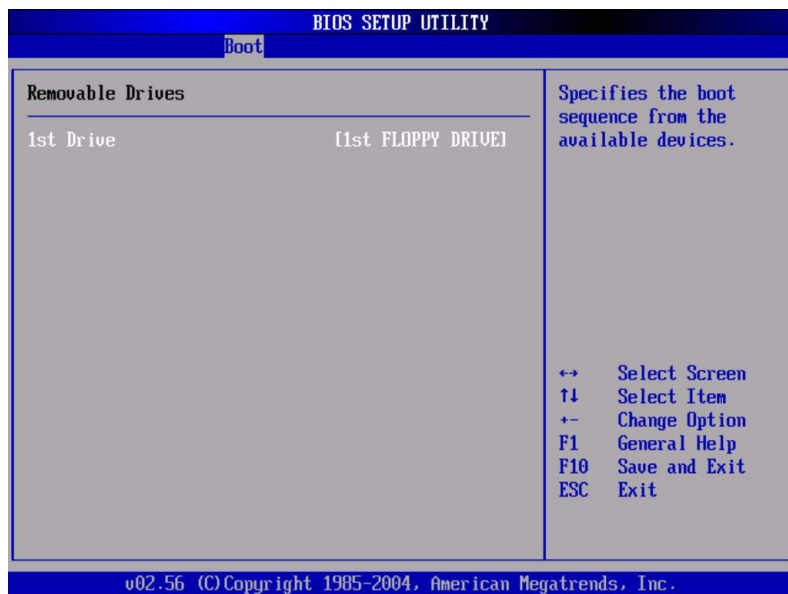 BIOS SETUP UTILITY
Boot
Removable Drives
1st Drive [1st FLOPPY DRIVE]
Specifies the boot
sequence from the
available devices.
↔ Select Screen
↑↓ Select Item
+- Change Option
F1 General Help
F10 Save and Exit
ESC Exit
v02.56 (C)Copyright 1985-2004, American Megatrends, Inc.